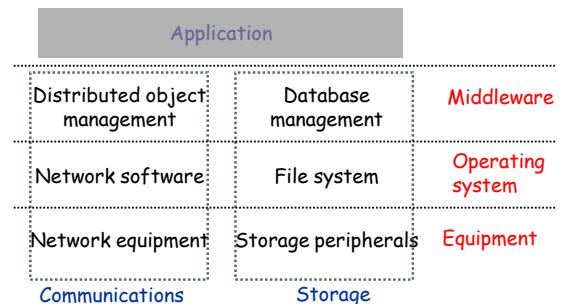 Application
Distributed object
management
Database
management
Middleware
Network software
File system
Operating
system
Network equipment
Storage peripherals
Equipment
Communications
Storage